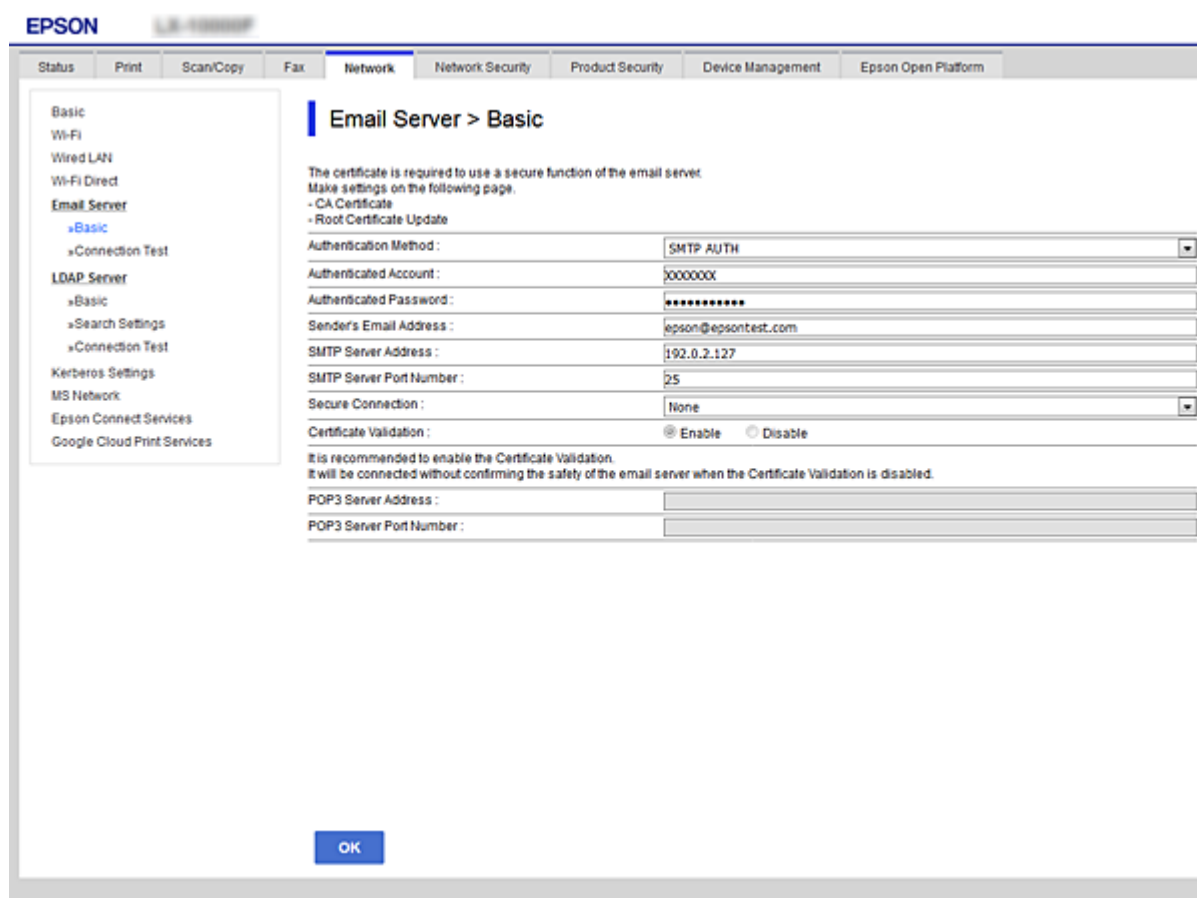 EPSON
Status Print Scan/Copy Fax Network Network Security Product Security Device Management Epson Open Platform
Basic
Wi-Fi
Wired LAN
Wi-Fi Direct
Email Server
»Basic
»Connection Test
LDAP Server
»Basic
»Search Settings
»Connection Test
Kerberos Settings
MS Network
Epson Connect Services
Google Cloud Print Services
Email Server > Basic
The certificate is required to use a secure function of the email server.
Make settings on the following page.
- CA Certificate
- Root Certificate Update
Authentication Method : SMTP AUTH
Authenticated Account : XXXXXXX
Authenticated Password : ●●●●●●●●●●●
Sender's Email Address : epson@epsontest.com
SMTP Server Address : 192.0.2.127
SMTP Server Port Number : 25
Secure Connection : None
Certificate Validation : Enable Disable
It is recommended to enable the Certificate Validation.
It will be connected without confirming the safety of the email server when the Certificate Validation is disabled.
POP3 Server Address :
POP3 Server Port Number :
OK